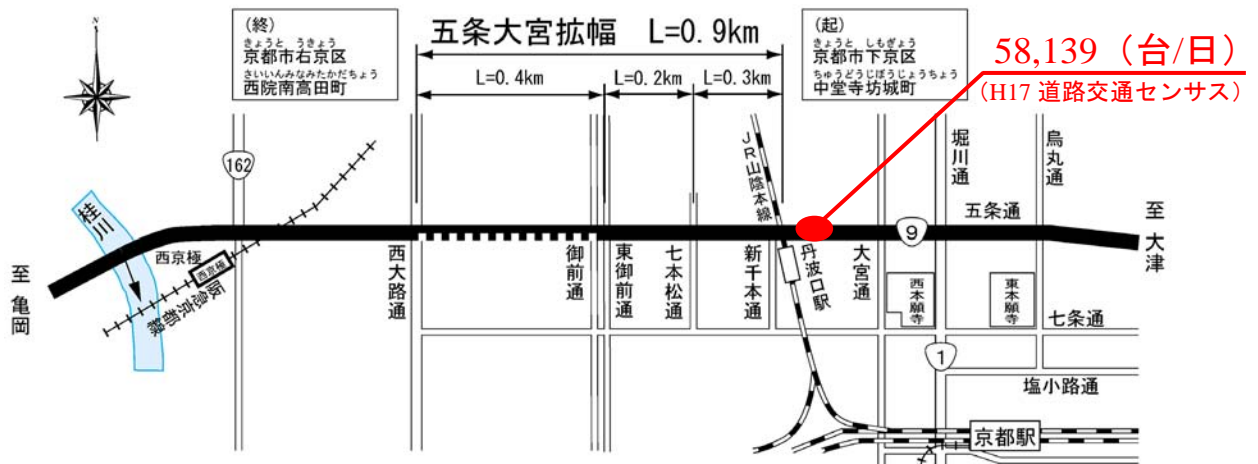 N
(終)
きょうと うきょう
京都市右京区
さいいんみなみたかだちょう
西院南高田町
五条大宮拡幅 L=0.9km
L=0.4km
L=0.2km
L=0.3km
(起)
きょうと しもぎょう
京都市下京区
ちゅうどうじぼうじょうちょう
中堂寺坊城町
58,139(台/日)
(H17 道路交通センサス)
162
JR山陰本線
堀川通
烏丸通
桂川
五条通
9
至大津
至亀岡
西京極
西京極
阪急京都線
西大路通
御前通
東御前通
七本松通
新千本通
丹波口駅
大宮通
西本願寺
東本願寺
七条通
1
塩小路通
京都駅